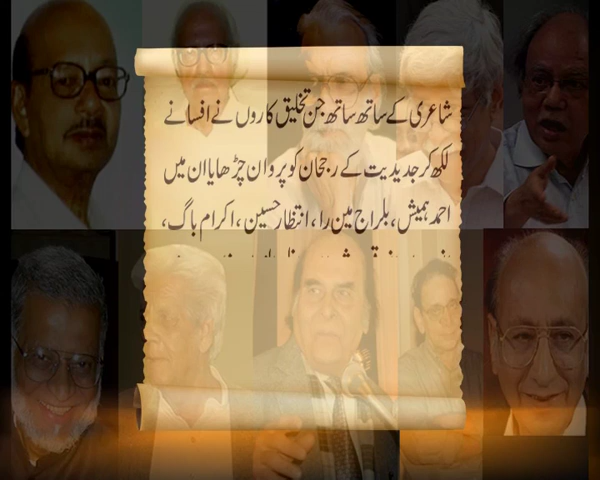 شاعری کے ساتھ ساتھ جن تخلیق کاروں نے افسانے
لکھ کر جدیدیت کے رجحان کو پروان چڑھایا ان میں
احمد ہمیش، بلراج مین را، انتظار حسین، اکرام باگ،